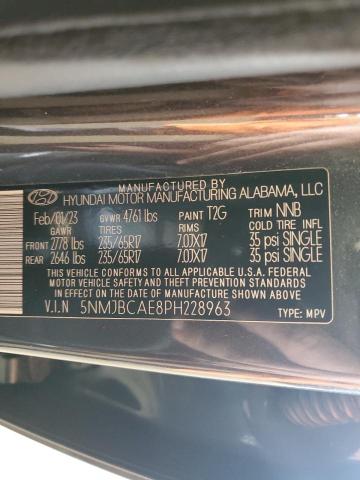 MANUFACTURED BY
HYUNDAI MOTOR MANUFACTURING ALABAMA, LLC
Feb/01/23 GVWR 4761 lbs PAINT T2G TRIM NNB
GAWR TIRES RIMS COLD TIRE INFL
FRONT 2778 lbs 235/65R17 7.0JX17 35 psi SINGLE
REAR 2646 lbs 235/65R17 7.0JX17 35 psi SINGLE
THIS VEHICLE CONFORMS TO ALL APPLICABLE U.S.A. FEDERAL
MOTOR VEHICLE SAFETY STANDARDS IN EFFECT ON THE
DATE OF MANUFACTURE SHOWN ABOVE.
V.I.N 5NMJBCAE8PH228963
TYPE: MPV